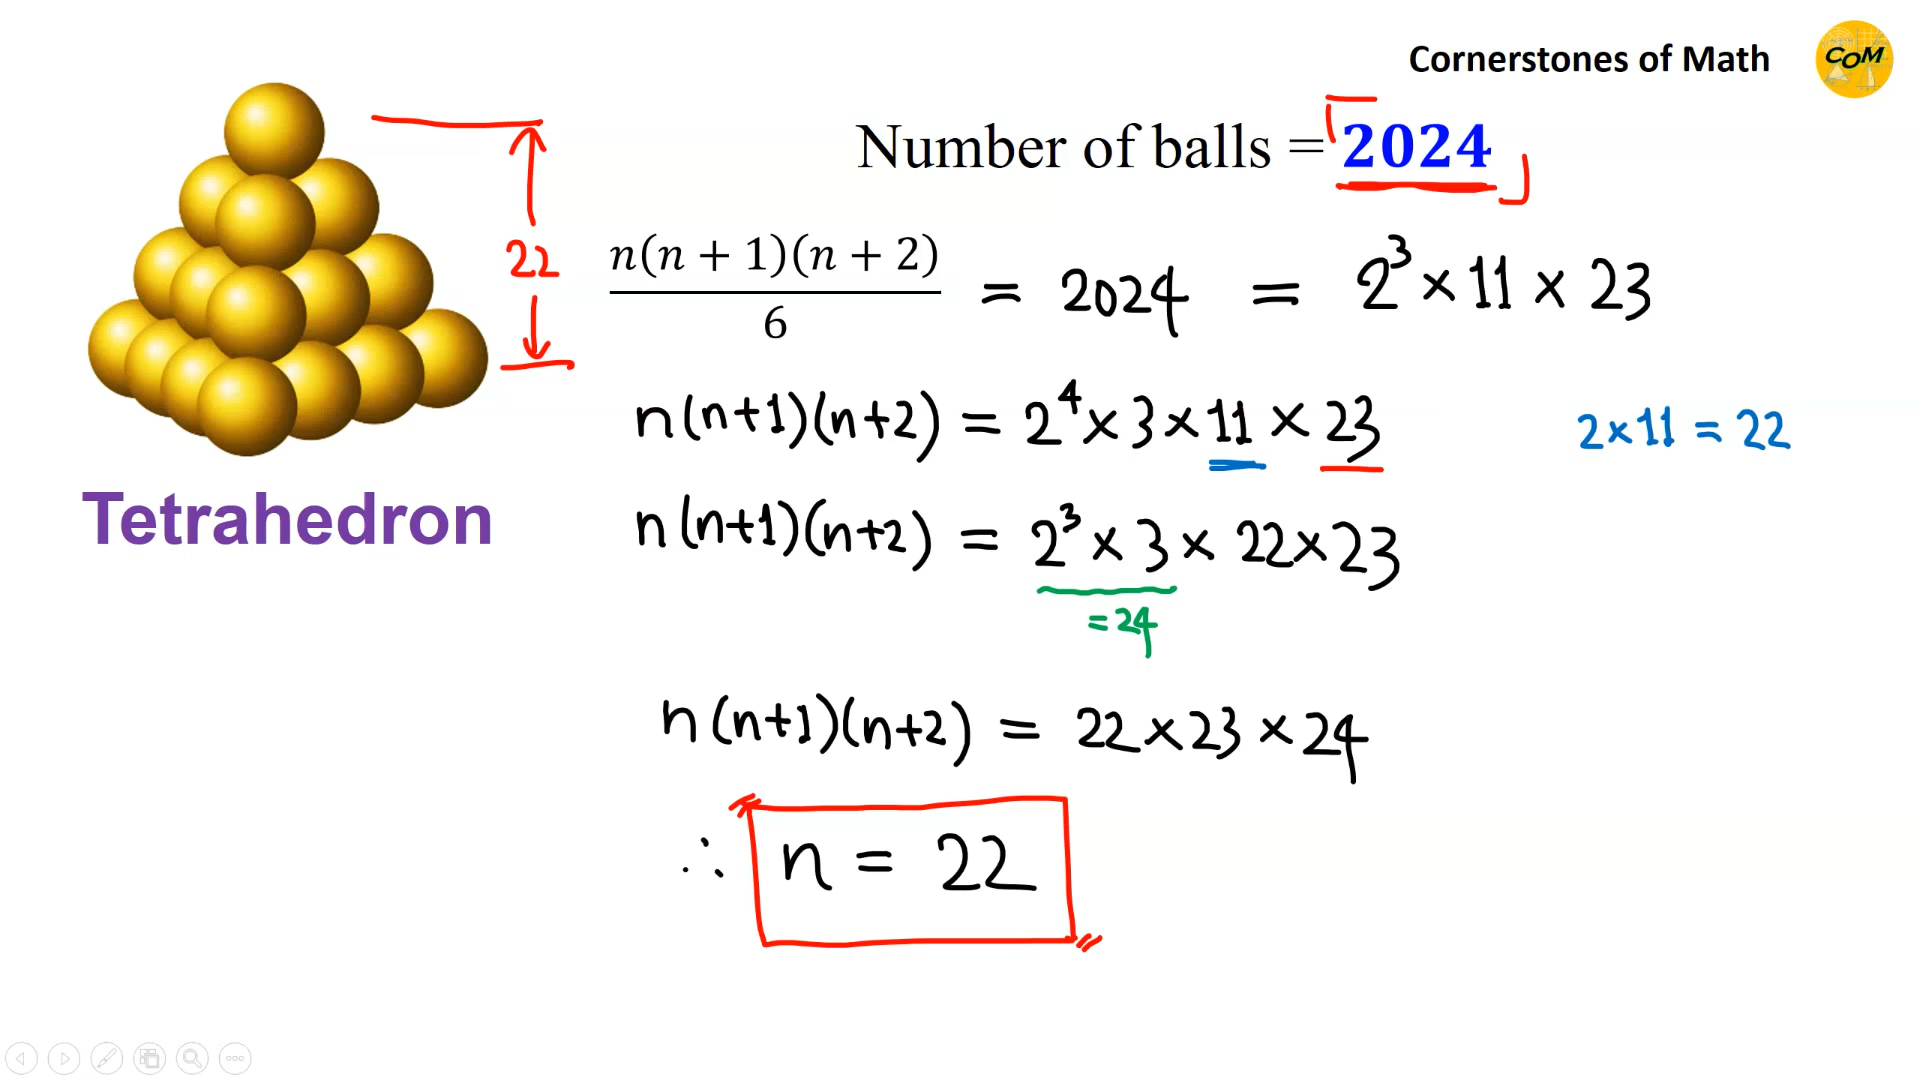 Cornerstones of Math
CoM
Number of balls = 2024
22
n(n + 1)(n + 2)
6
= 2024 = 2³ × 11 × 23
n(n+1)(n+2) = 2⁴ × 3 × 11 × 23
2×11 = 22
Tetrahedron
n(n+1)(n+2) = 2³ × 3 × 22 × 23
= 24
n(n+1)(n+2) = 22 × 23 × 24
∴ n = 22